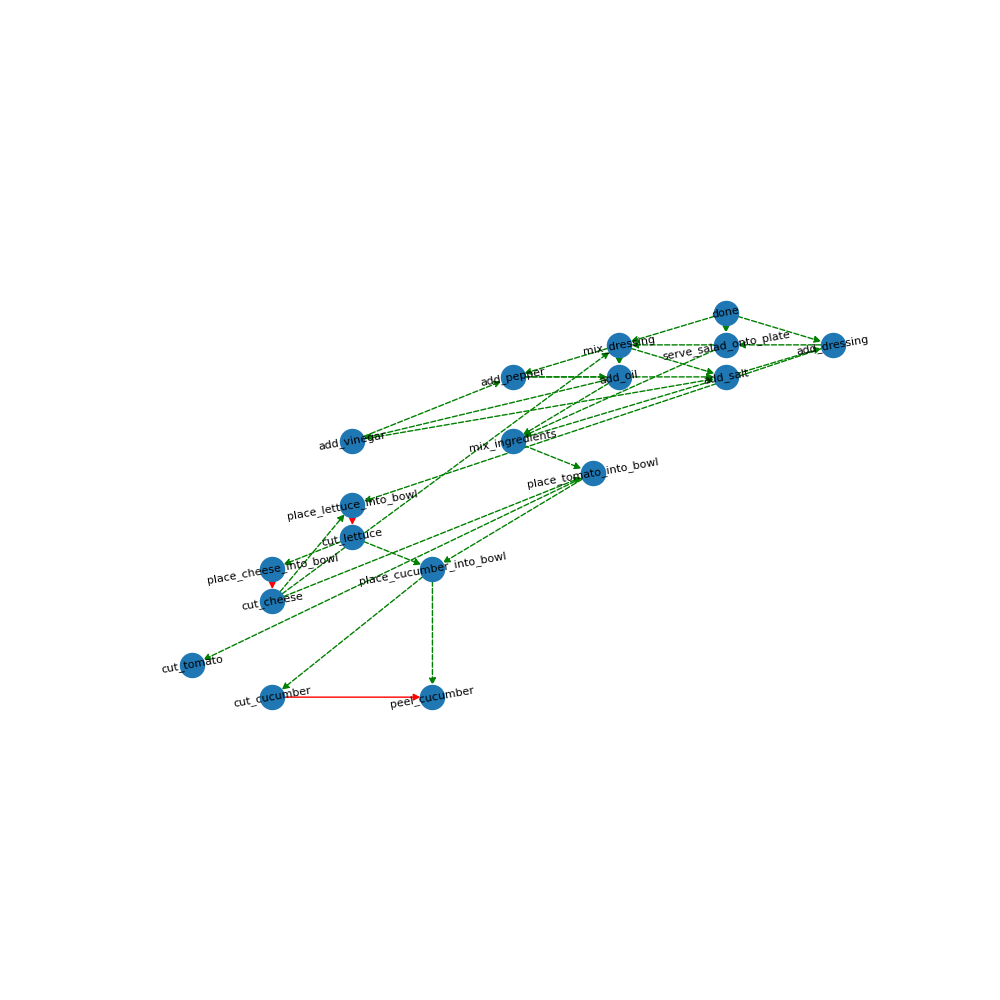 done
mix_dressing
serve_salad_onto_plate
add_dressing
add_pepper
add_oil
add_salt
add_vinegar
mix_ingredients
place_tomato_into_bowl
place_lettuce_into_bowl
cut_lettuce
place_cheese_into_bowl
place_cucumber_into_bowl
cut_cheese
cut_tomato
cut_cucumber
peel_cucumber